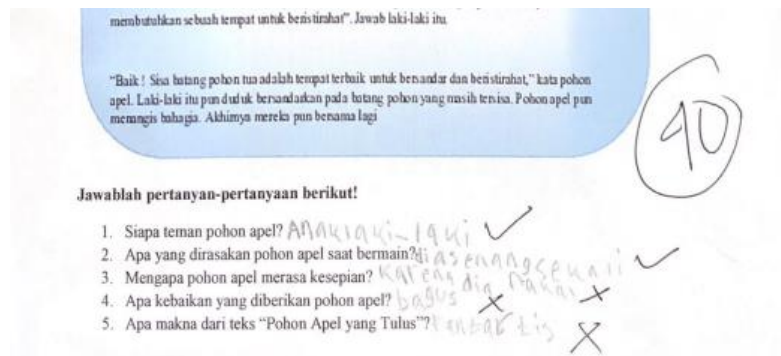 membutuhkan sebuah tempat untuk beristirahat". Jawab laki-laki itu.
"Baik ! Sisa batang pohon tua adalah tempat terbaik untuk bersandar dan beristirahat," kata pohon
apel. Laki-laki itu pun duduk bersandarkan pada batang pohon yang masih tersisa. Pohon apel pun
menangis bahagia. Akhirnya mereka pun bersama lagi
40
Jawablah pertanyan-pertanyaan berikut!
1. Siapa teman pohon apel? Anak laki-laki
2. Apa yang dirasakan pohon apel saat bermain? dia senang sekali
3. Mengapa pohon apel merasa kesepian? Karena dia
4. Apa kebaikan yang diberikan pohon apel? bagus
5. Apa makna dari teks "Pohon Apel yang Tulus"?